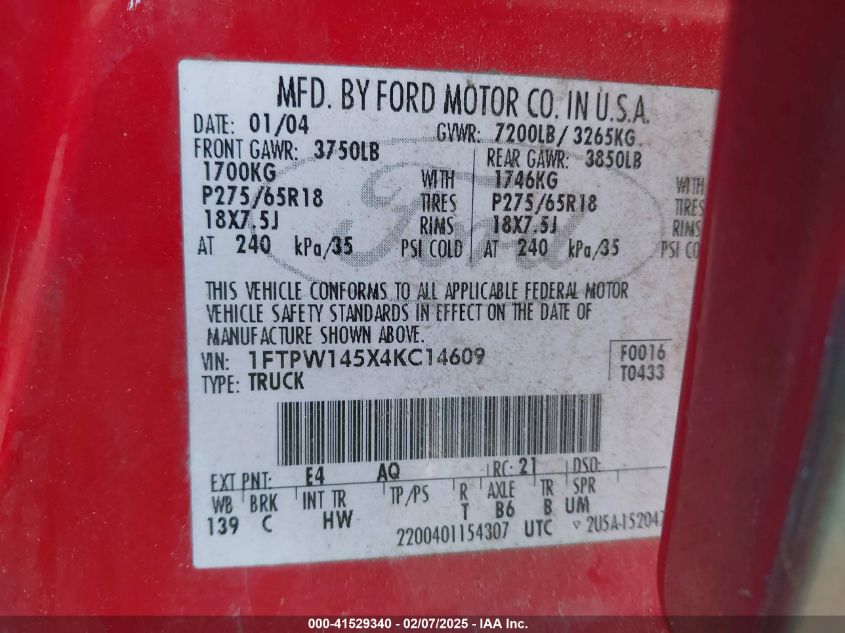 MFD. BY FORD MOTOR CO. IN U.S.A.
DATE: 01/04 GVWR: 7200LB/ 3265KG
FRONT GAWR: 3750LB REAR GAWR: 3850LB
1700KG WITH 1746KG WITH
P275/65R18 TIRES P275/65R18 TIRES
18X7.5J RIMS 18X7.5J RIMS
AT 240 kPa/35 PSI COLD AT 240 kPa/35 PSI CO
Ford
THIS VEHICLE CONFORMS TO ALL APPLICABLE FEDERAL MOTOR
VEHICLE SAFETY STANDARDS IN EFFECT ON THE DATE OF
MANUFACTURE SHOWN ABOVE.
VIN: 1FTPW145X4KC14609 F0016
TYPE: TRUCK T0433
EXT PNT: E4 AQ RC: 21 DSO:
WB BRK INT TR TP/PS R AXLE TR SPR
139 C HW T B6 B UM
2200401154307 UTC ▽ 2U5A-152047
000-41529340 - 02/07/2025 - IAA Inc.